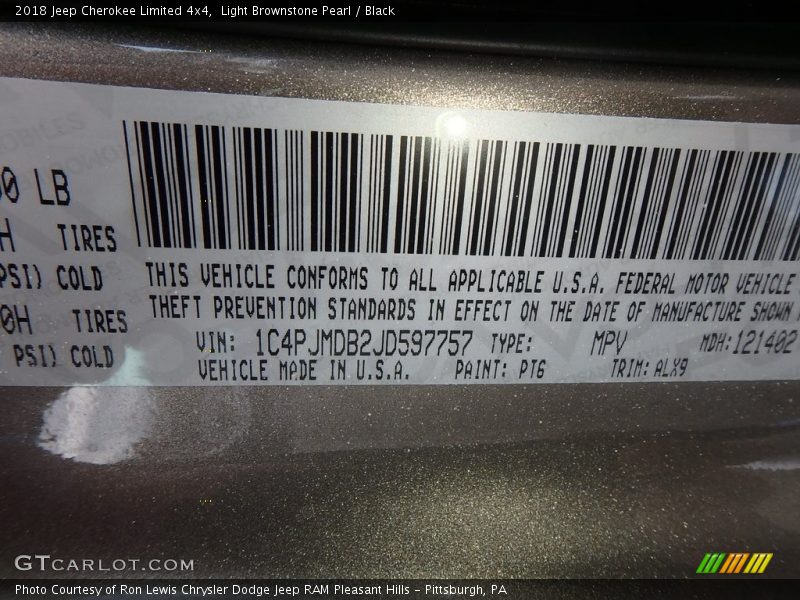 2018 Jeep Cherokee Limited 4x4, Light Brownstone Pearl / Black
0 LB
H TIRES
PSI) COLD
0H TIRES
PSI) COLD
THIS VEHICLE CONFORMS TO ALL APPLICABLE U.S.A. FEDERAL MOTOR VEHICLE
THEFT PREVENTION STANDARDS IN EFFECT ON THE DATE OF MANUFACTURE SHOWN
VIN: 1C4PJMDB2JD597757 TYPE: MPV MDH:121402
VEHICLE MADE IN U.S.A. PAINT: PTG TRIM: ALX9
GTCARLOT.COM
Photo Courtesy of Ron Lewis Chrysler Dodge Jeep RAM Pleasant Hills – Pittsburgh, PA